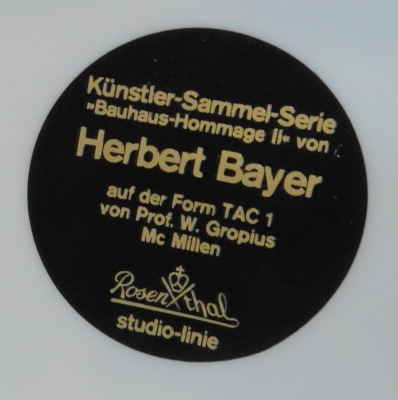 Künstler-Sammel-Serie
»Bauhaus-Hommage II« von
Herbert Bayer
auf der Form TAC 1
von Prof. W. Gropius
Mc Millen
Rosenthal
studio-linie